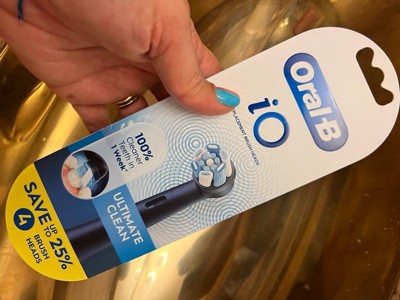 Oral-B
iO
REPLACEMENT BRUSH HEADS
100%
Cleaner
Teeth in
1 Week*
ULTIMATE
CLEAN
SAVE
UP
TO 25%
4 BRUSH
HEADS